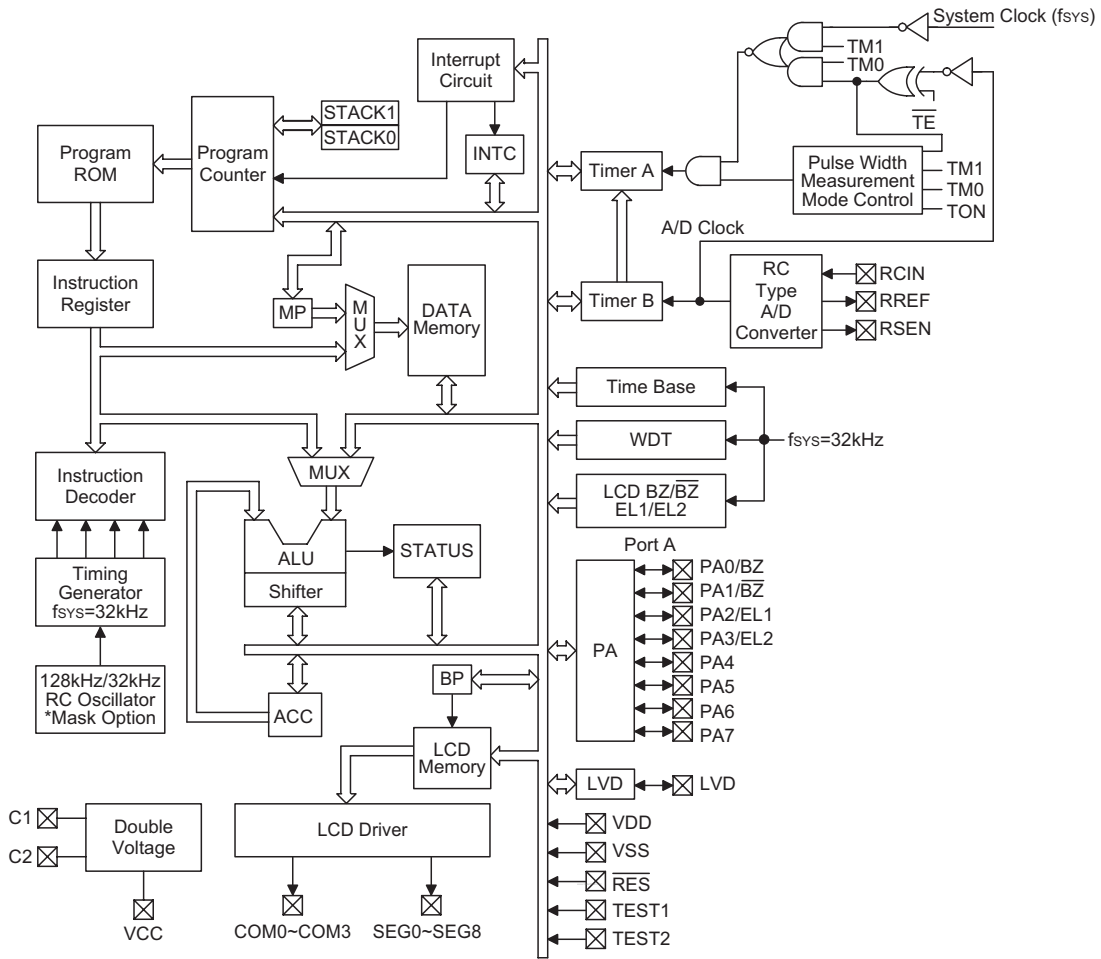 System Clock (fSYS)
TM1
TM0
T̅E̅
Interrupt
Circuit
STACK1
STACK0
Program
ROM
Program
Counter
INTC
Timer A
Pulse Width
Measurement
Mode Control
TM1
TM0
TON
A/D Clock
Instruction
Register
MP
M
U
X
DATA
Memory
Timer B
RC
Type
A/D
Converter
RCIN
RREF
RSEN
Time Base
WDT
fSYS=32kHz
LCD BZ/B̅Z̅
EL1/EL2
MUX
Instruction
Decoder
ALU
Shifter
STATUS
Timing
Generator
fSYS=32kHz
128kHz/32kHz
RC Oscillator
*Mask Option
ACC
BP
LCD
Memory
Port A
PA
PA0/BZ
PA1/B̅Z̅
PA2/EL1
PA3/EL2
PA4
PA5
PA6
PA7
LVD
LVD
C1
C2
Double
Voltage
VCC
LCD Driver
COM0~COM3
SEG0~SEG8
VDD
VSS
R̅E̅S̅
TEST1
TEST2